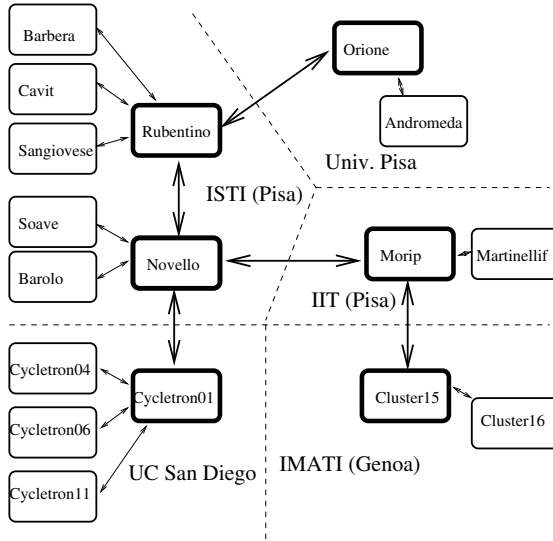 Barbera
Orione
Cavit
Andromeda
Rubentino
Sangiovese
Univ. Pisa
ISTI (Pisa)
Soave
Novello
Morip
Martinellif
Barolo
IIT (Pisa)
Cycletron04
Cycletron01
Cluster15
Cycletron06
Cluster16
UC San Diego
IMATI (Genoa)
Cycletron11